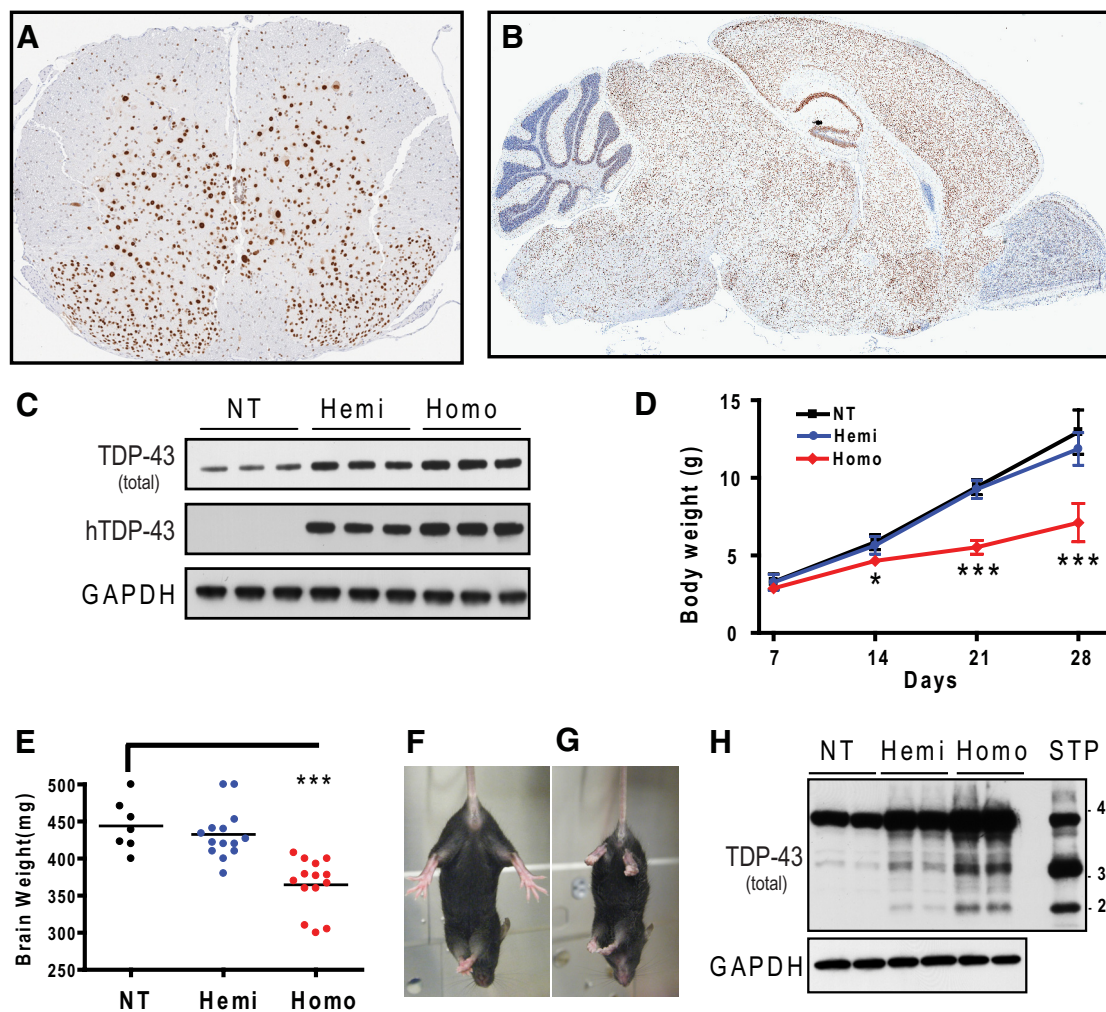 A
B
C
NT Hemi Homo
TDP-43
(total)
hTDP-43
GAPDH
D
15
10
5
0
Body weight (g)
NT
Hemi
Homo
*
***
***
7 14 21 28
Days
E
***
500
450
400
350
300
250
Brain Weight(mg)
NT Hemi Homo
F
G
H
NT Hemi Homo STP
TDP-43
(total)
- 4
- 3
- 2
GAPDH